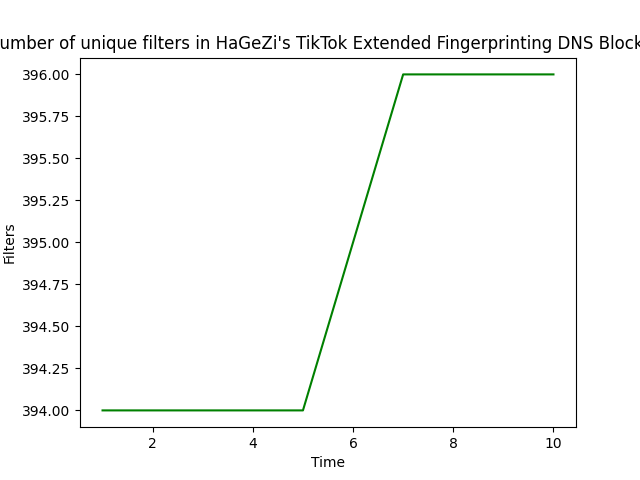 umber of unique filters in HaGeZi's TikTok Extended Fingerprinting DNS Block
396.00
395.75
395.50
395.25
395.00
394.75
394.50
394.25
394.00
Filters
2 4 6 8 10
Time